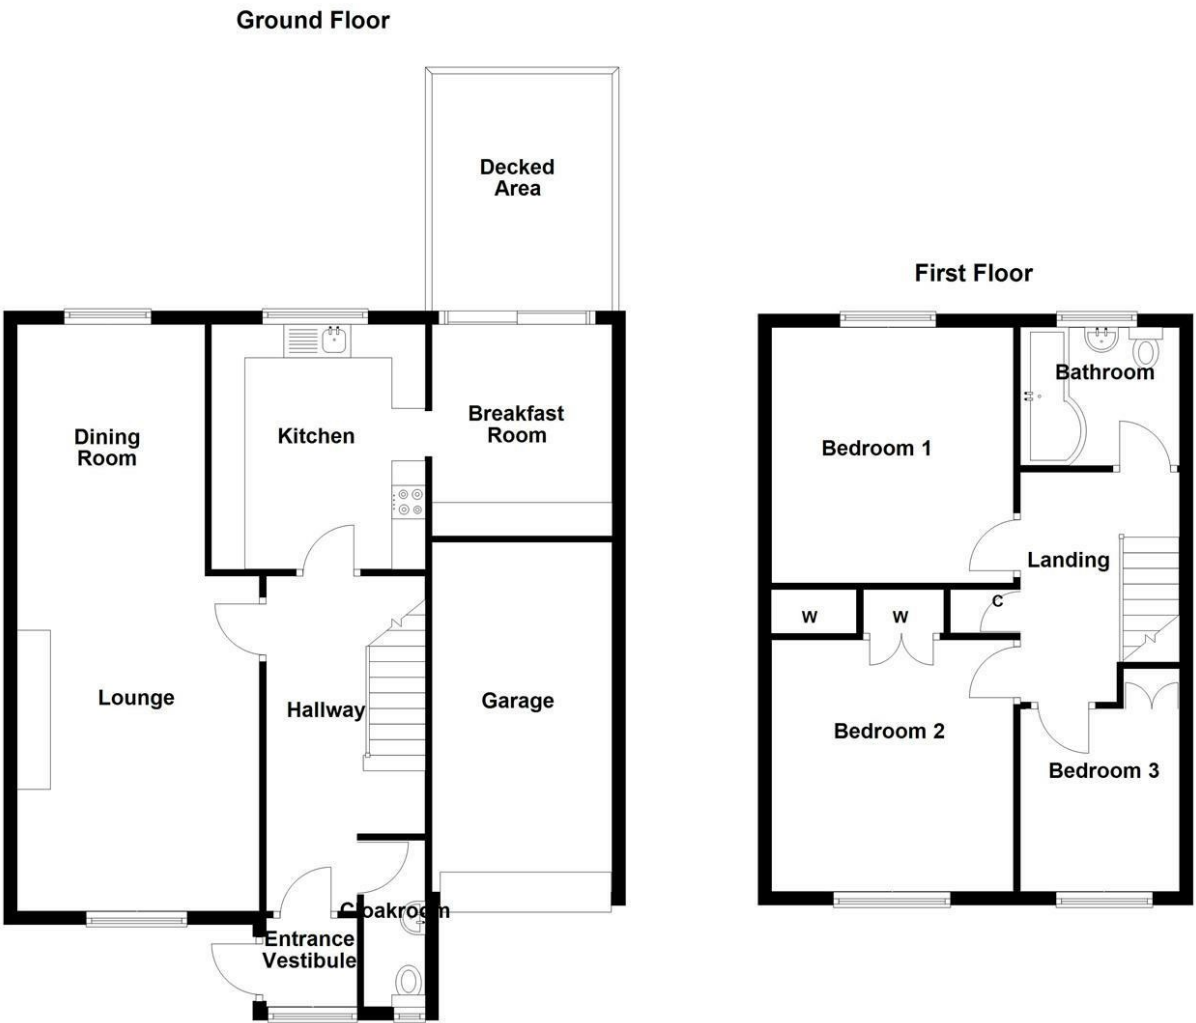 Ground Floor
Decked
Area
Dining
Room
Kitchen
Breakfast
Room
Lounge
Hallway
Garage
Cloakroom
Entrance
Vestibule
First Floor
Bathroom
Bedroom 1
Landing
W
W
C
Bedroom 2
Bedroom 3